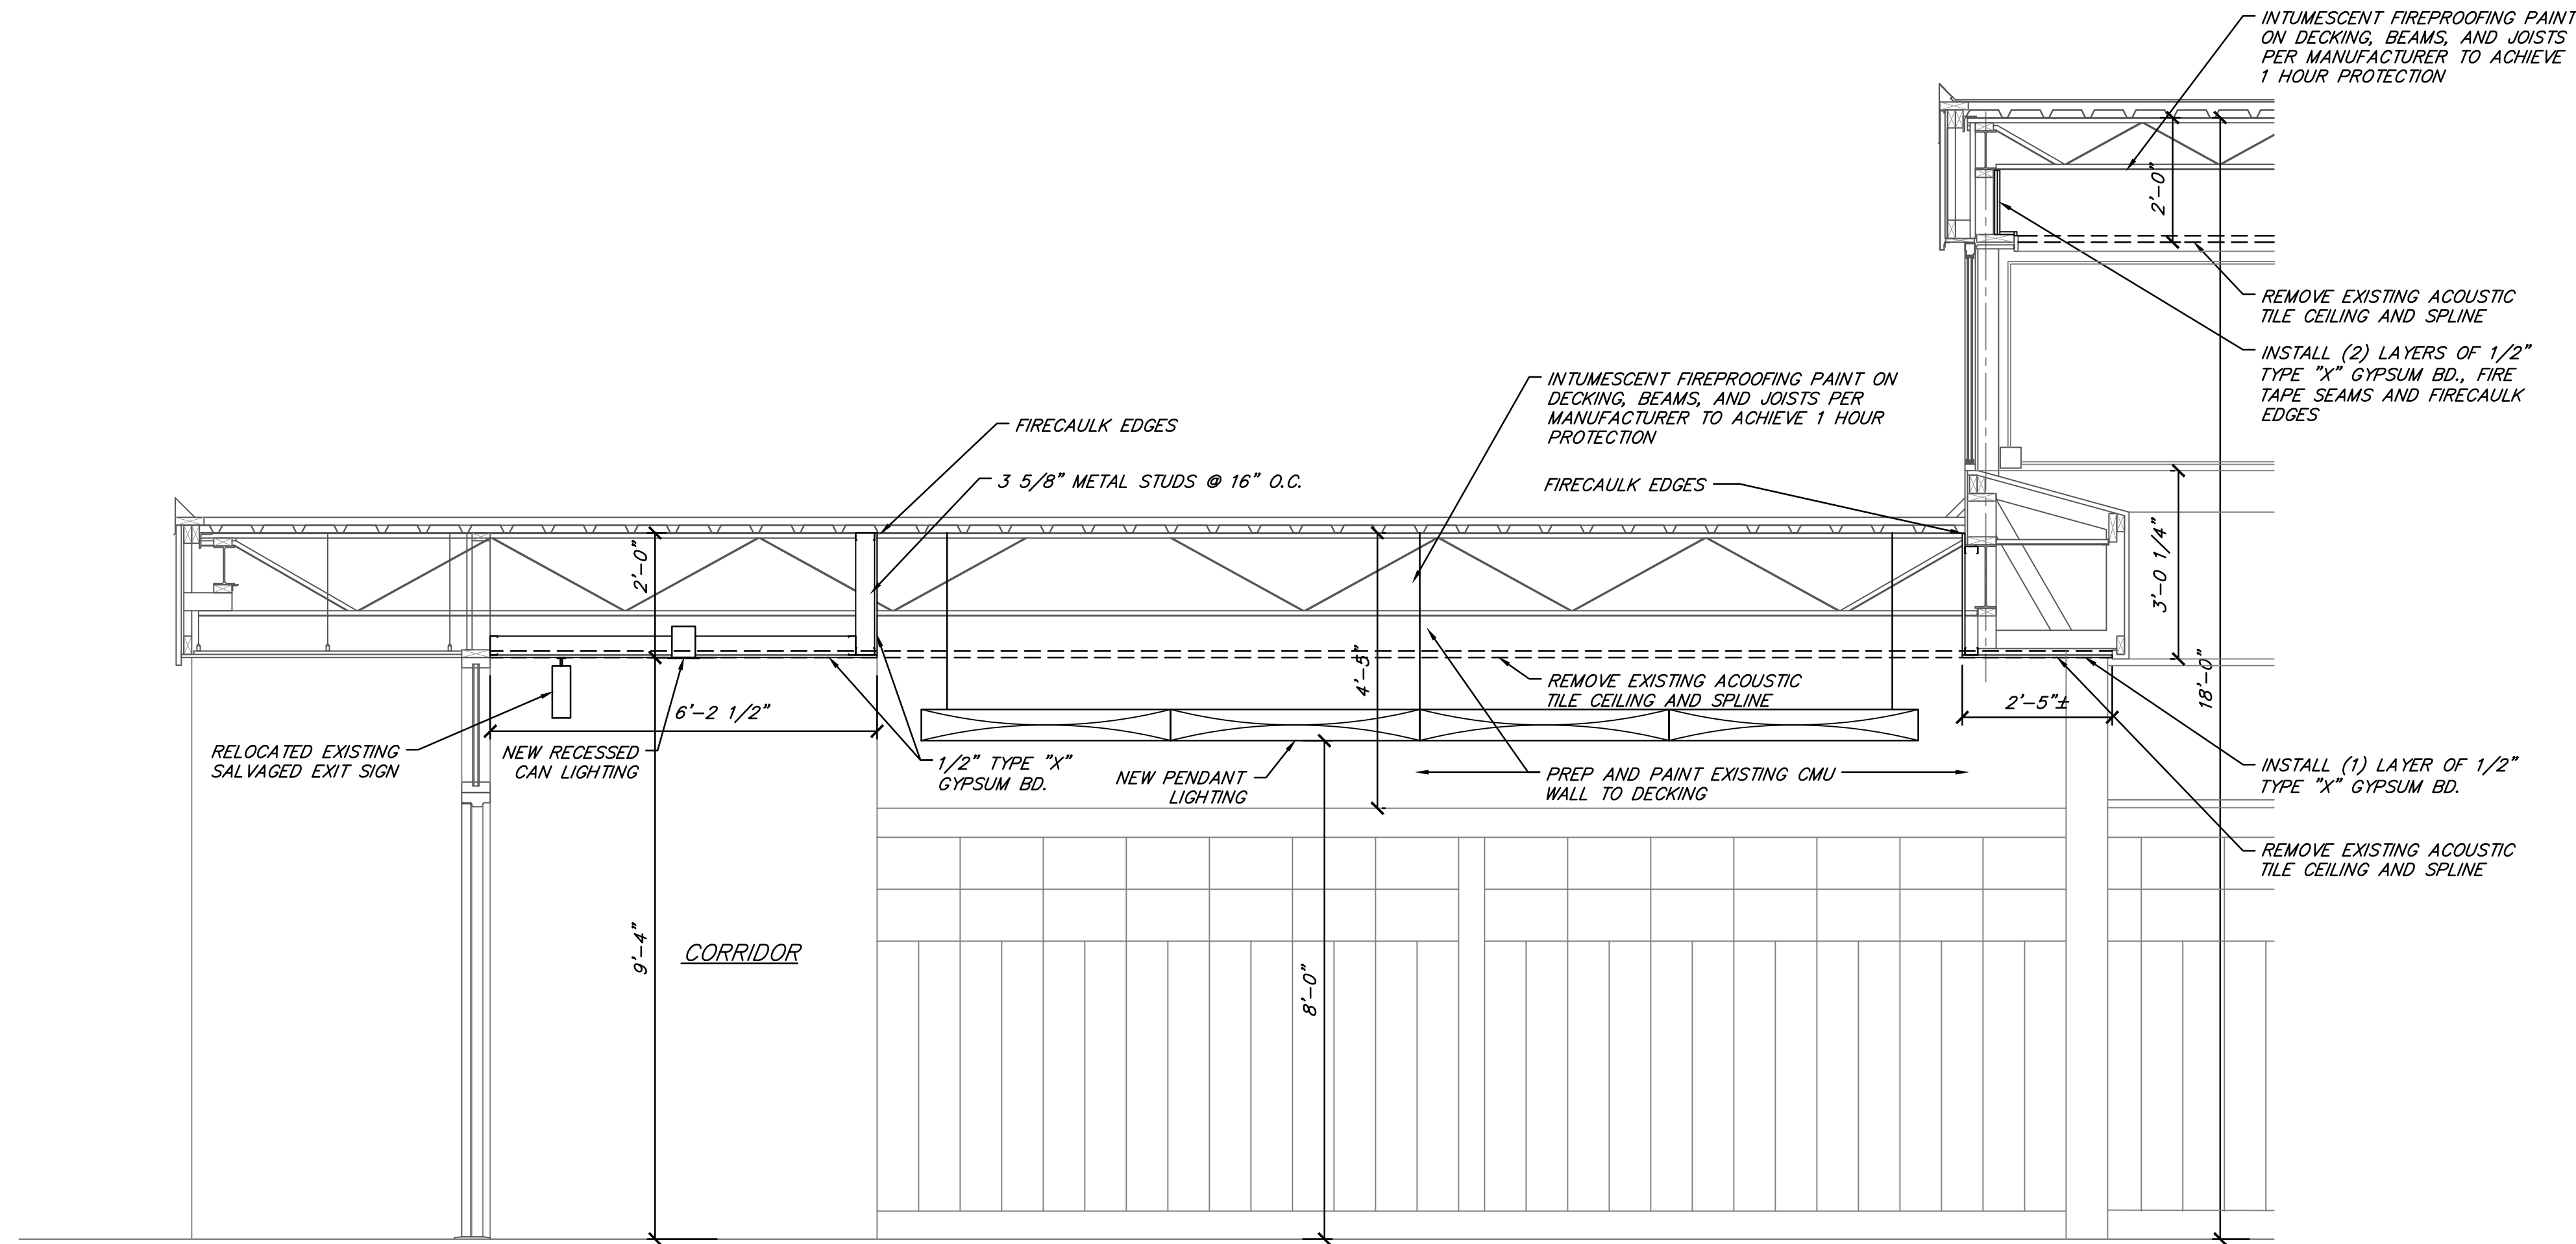 INTUMESCENT FIREPROOFING PAINT
ON DECKING, BEAMS, AND JOISTS
PER MANUFACTURER TO ACHIEVE
1 HOUR PROTECTION
2'-0"
REMOVE EXISTING ACOUSTIC
TILE CEILING AND SPLINE
INSTALL (2) LAYERS OF 1/2"
TYPE "X" GYPSUM BD., FIRE
TAPE SEAMS AND FIRECAULK
EDGES
INTUMESCENT FIREPROOFING PAINT ON
DECKING, BEAMS, AND JOISTS PER
MANUFACTURER TO ACHIEVE 1 HOUR
PROTECTION
FIRECAULK EDGES
3 5/8" METAL STUDS @ 16" O.C.
FIRECAULK EDGES
2'-0"
3'-0 1/4"
4'-5"
18'-0"
REMOVE EXISTING ACOUSTIC
TILE CEILING AND SPLINE
6'-2 1/2"
2'-5"±
RELOCATED EXISTING
SALVAGED EXIT SIGN
NEW RECESSED
CAN LIGHTING
1/2" TYPE "X"
GYPSUM BD.
NEW PENDANT
LIGHTING
PREP AND PAINT EXISTING CMU
WALL TO DECKING
INSTALL (1) LAYER OF 1/2"
TYPE "X" GYPSUM BD.
REMOVE EXISTING ACOUSTIC
TILE CEILING AND SPLINE
9'-4"
CORRIDOR
8'-0"